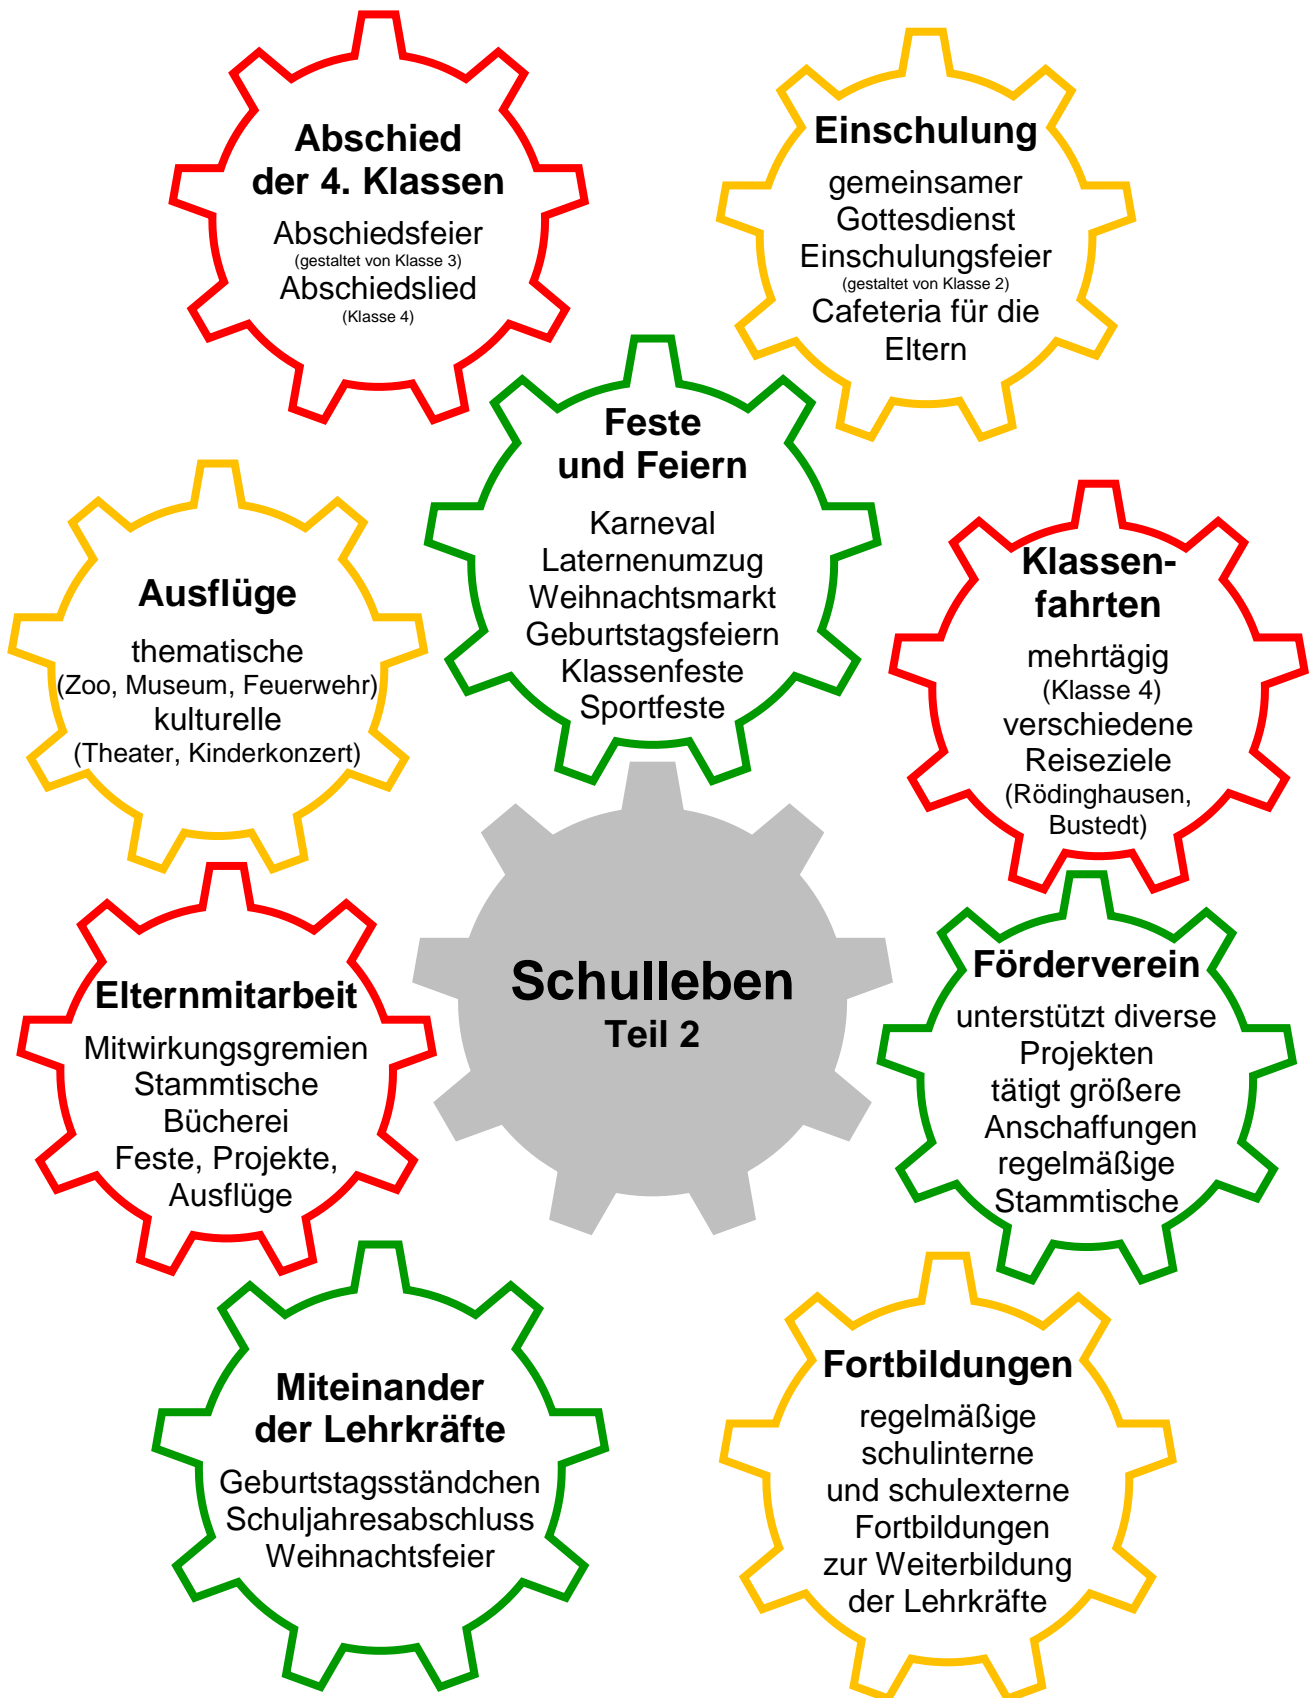 Abschied
der 4. Klassen
Abschiedsfeier
(gestaltet von Klasse 3)
Abschiedslied
(Klasse 4)
Einschulung
gemeinsamer
Gottesdienst
Einschulungsfeier
(gestaltet von Klasse 2)
Cafeteria für die
Eltern
Feste
und Feiern
Karneval
Laternenumzug
Weihnachtsmarkt
Geburtstagsfeiern
Klassenfeste
Sportfeste
Ausflüge
thematische
(Zoo, Museum, Feuerwehr)
kulturelle
(Theater, Kinderkonzert)
Klassen-
fahrten
mehrtägig
(Klasse 4)
verschiedene
Reiseziele
(Rödinghausen,
Bustedt)
Schulleben
Teil 2
Elternmitarbeit
Mitwirkungsgremien
Stammtische
Bücherei
Feste, Projekte,
Ausflüge
Förderverein
unterstützt diverse
Projekten
tätigt größere
Anschaffungen
regelmäßige
Stammtische
Miteinander
der Lehrkräfte
Geburtstagsständchen
Schuljahresabschluss
Weihnachtsfeier
Fortbildungen
regelmäßige
schulinterne
und schulexterne
Fortbildungen
zur Weiterbildung
der Lehrkräfte